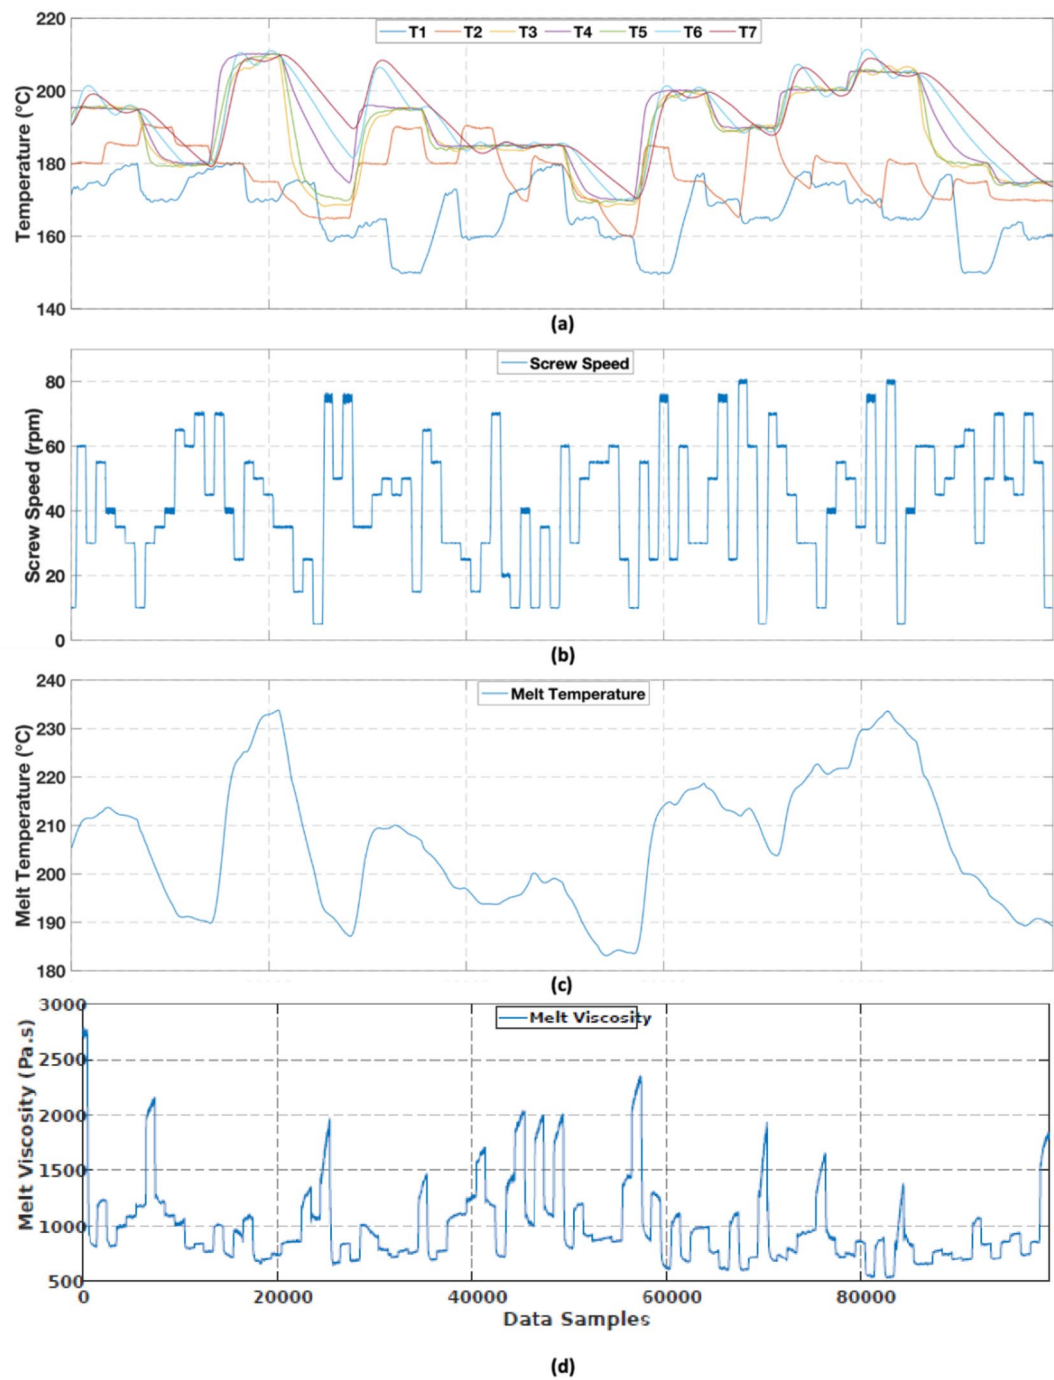 220
200
180
160
140
Temperature (°C)
T1 T2 T3 T4 T5 T6 T7
(a)
80
60
40
20
0
Screw Speed (rpm)
Screw Speed
(b)
240
230
220
210
200
190
180
Melt Temperature (°C)
Melt Temperature
(c)
3000
2500
2000
1500
1000
500
Melt Viscosity (Pa.s)
Melt Viscosity
0 20000 40000 60000 80000
Data Samples
(d)